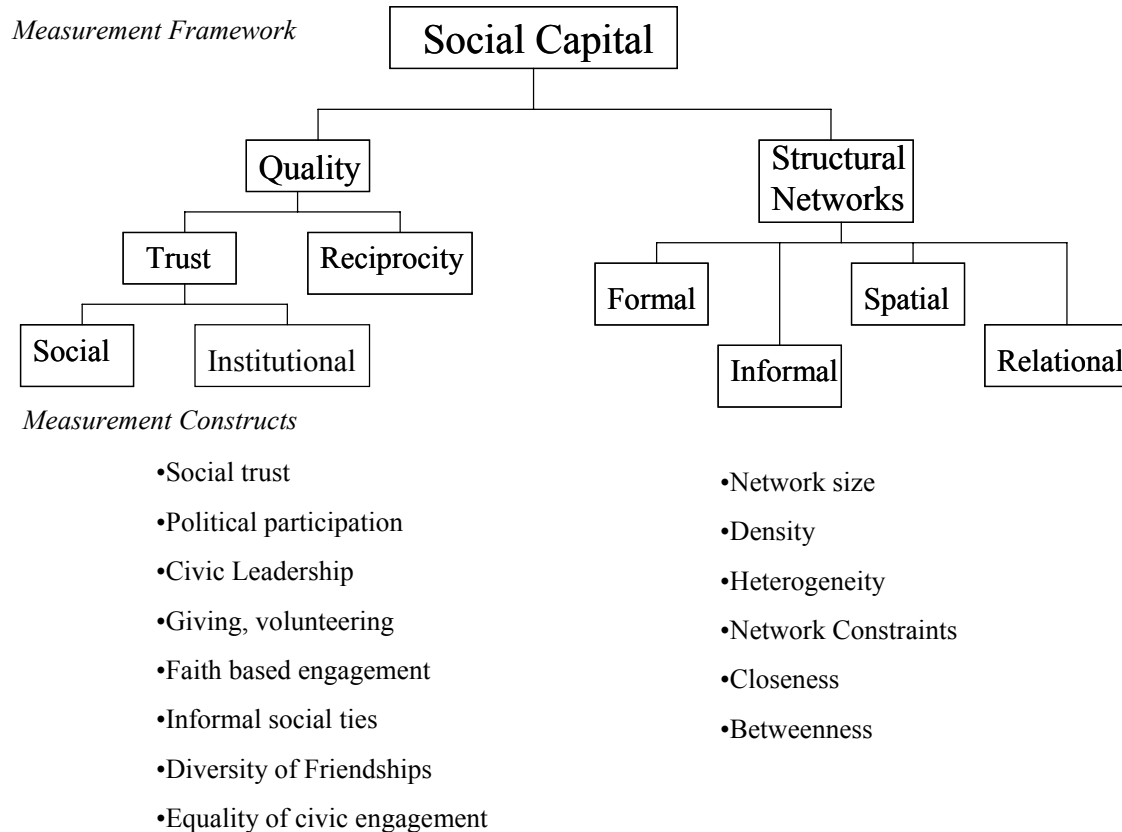 Measurement Framework
Social Capital
Quality
Structural
Networks
Trust
Reciprocity
Formal
Spatial
Social
Institutional
Informal
Relational
Measurement Constructs
•Social trust
•Political participation
•Civic Leadership
•Giving, volunteering
•Faith based engagement
•Informal social ties
•Diversity of Friendships
•Equality of civic engagement
•Network size
•Density
•Heterogeneity
•Network Constraints
•Closeness
•Betweenness